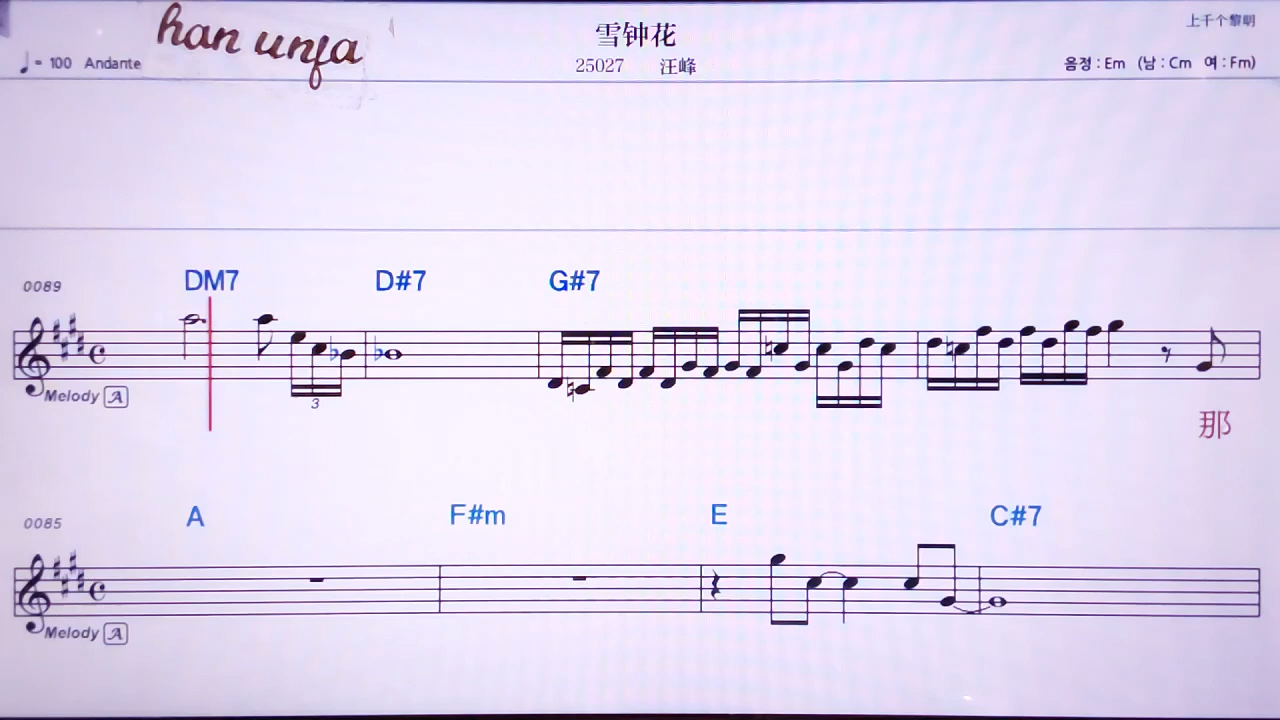 han unfa
雪钟花
上千个黎明
♩= 100 Andante
25027 汪峰
음정 : Em (남 : Cm 여 : Fm)
0089
DM7 D#7 G#7
3
Melody A
那
0085
A F#m E C#7
Melody A